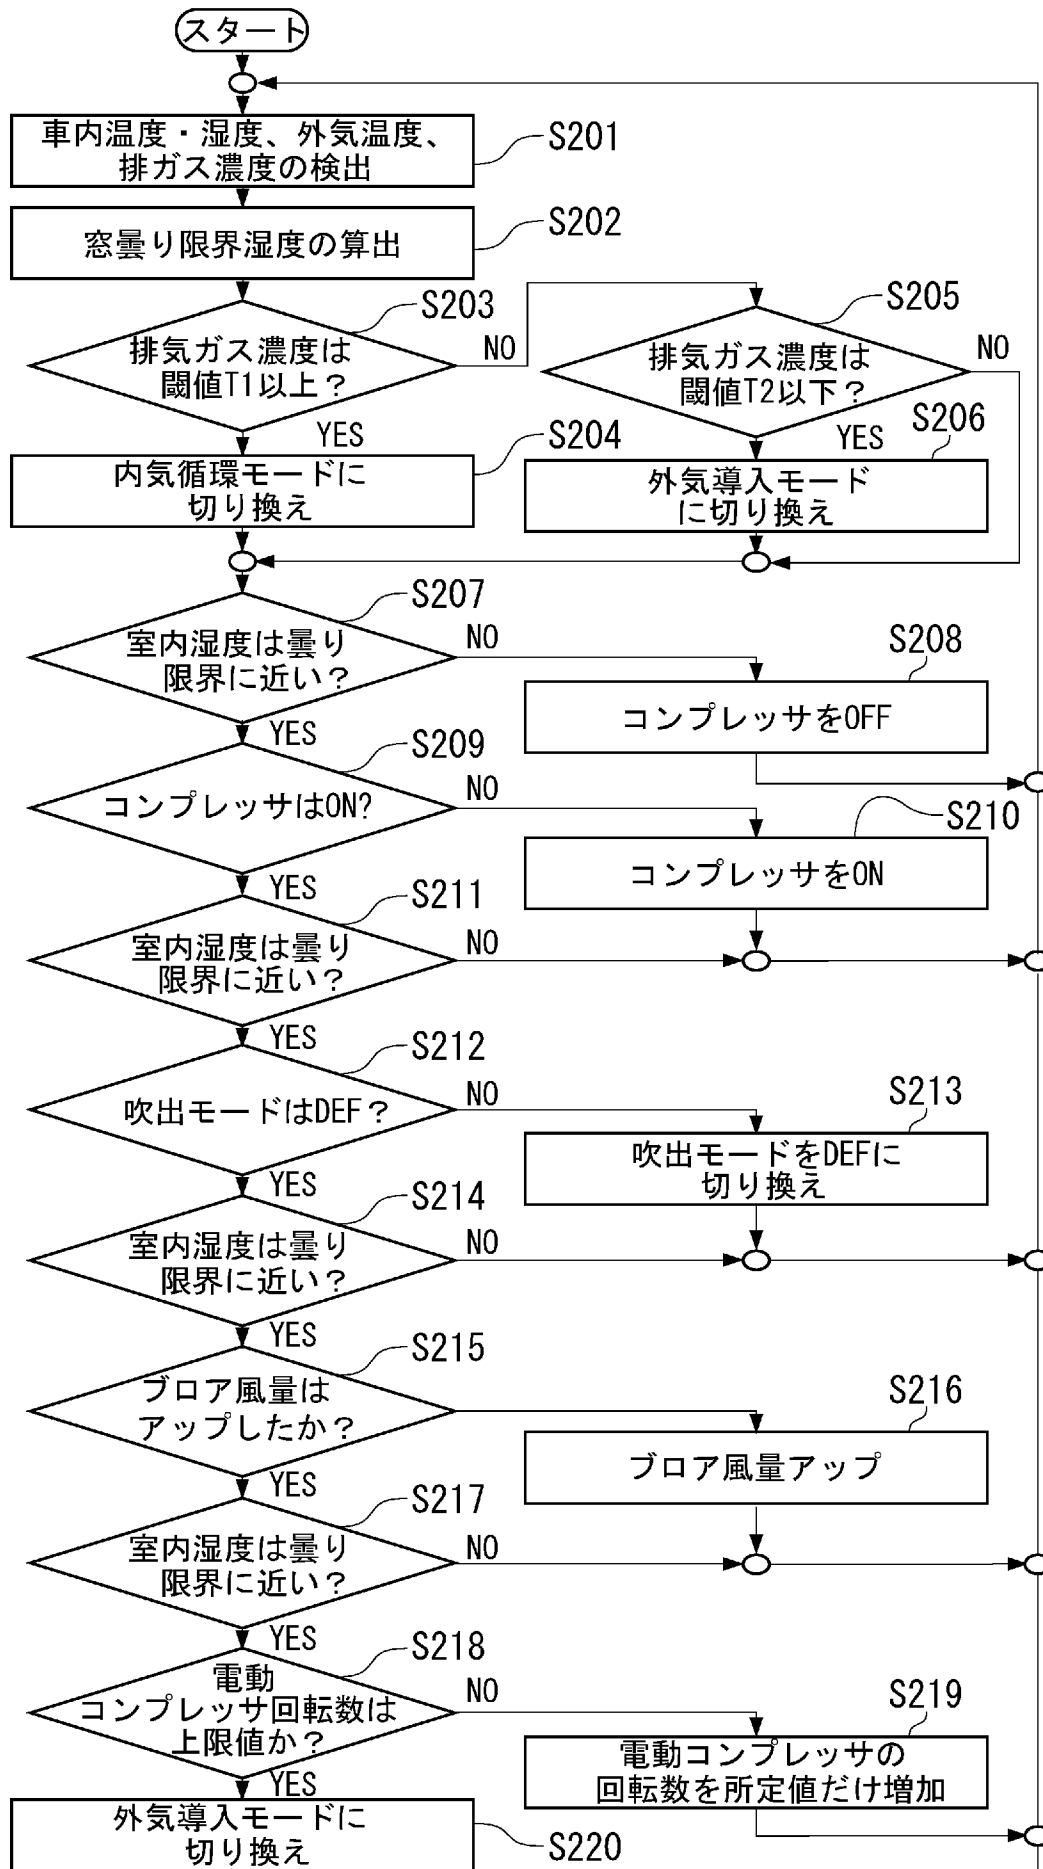 スタート
車内温度・湿度、外気温度、
排ガス濃度の検出
S201
窓曇り限界湿度の算出
S202
排気ガス濃度は
閾値T1以上？
S203
NO
YES
排気ガス濃度は
閾値T2以下？
S205
NO
YES
内気循環モードに
切り換え
S204
外気導入モード
に切り換え
S206
室内湿度は曇り
限界に近い？
S207
NO
YES
コンプレッサをOFF
S208
コンプレッサはON?
S209
NO
YES
コンプレッサをON
S210
室内湿度は曇り
限界に近い？
S211
NO
YES
吹出モードはDEF？
S212
NO
YES
吹出モードをDEFに
切り換え
S213
室内湿度は曇り
限界に近い？
S214
NO
YES
ブロア風量は
アップしたか？
S215
YES
ブロア風量アップ
S216
室内湿度は曇り
限界に近い？
S217
NO
YES
電動
コンプレッサ回転数は
上限値か？
S218
NO
YES
電動コンプレッサの
回転数を所定値だけ増加
S219
外気導入モードに
切り換え
S220